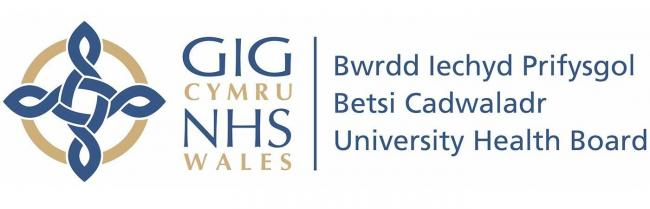 GIG
CYMRU
NHS
WALES
Bwrdd Iechyd Prifysgol
Betsi Cadwaladr
University Health Board